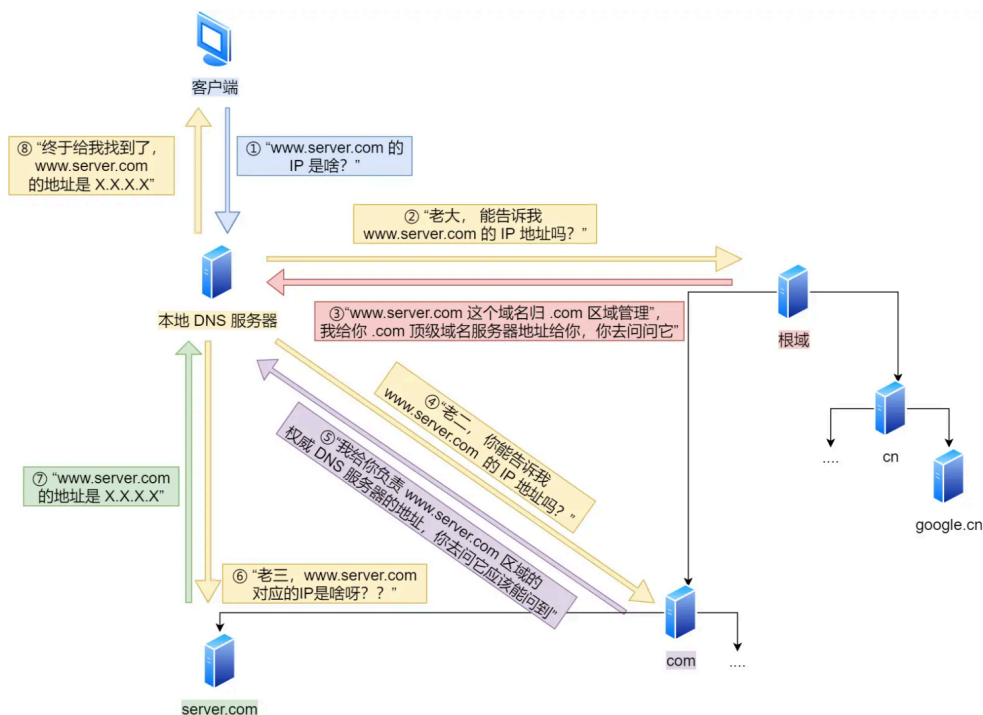 客户端
⑧ “终于给我找到了，
www.server.com
的地址是 X.X.X.X”
① “www.server.com 的
IP 是啥？”
② “老大， 能告诉我
www.server.com 的 IP 地址吗？”
本地 DNS 服务器
③“www.server.com 这个域名归 .com 区域管理”，
我给你 .com 顶级域名服务器地址给你，你去问问它”
根域
④ “老二， 你能告诉我
www.server.com 的 IP 地址吗？”
⑤“我给你负责 www.server.com 区域的
权威 DNS 服务器的地址，你去问它应该能问到”
cn
....
google.cn
⑦ “www.server.com
的地址是 X.X.X.X”
⑥ “老三，www.server.com
对应的IP是啥呀？？”
com
....
server.com